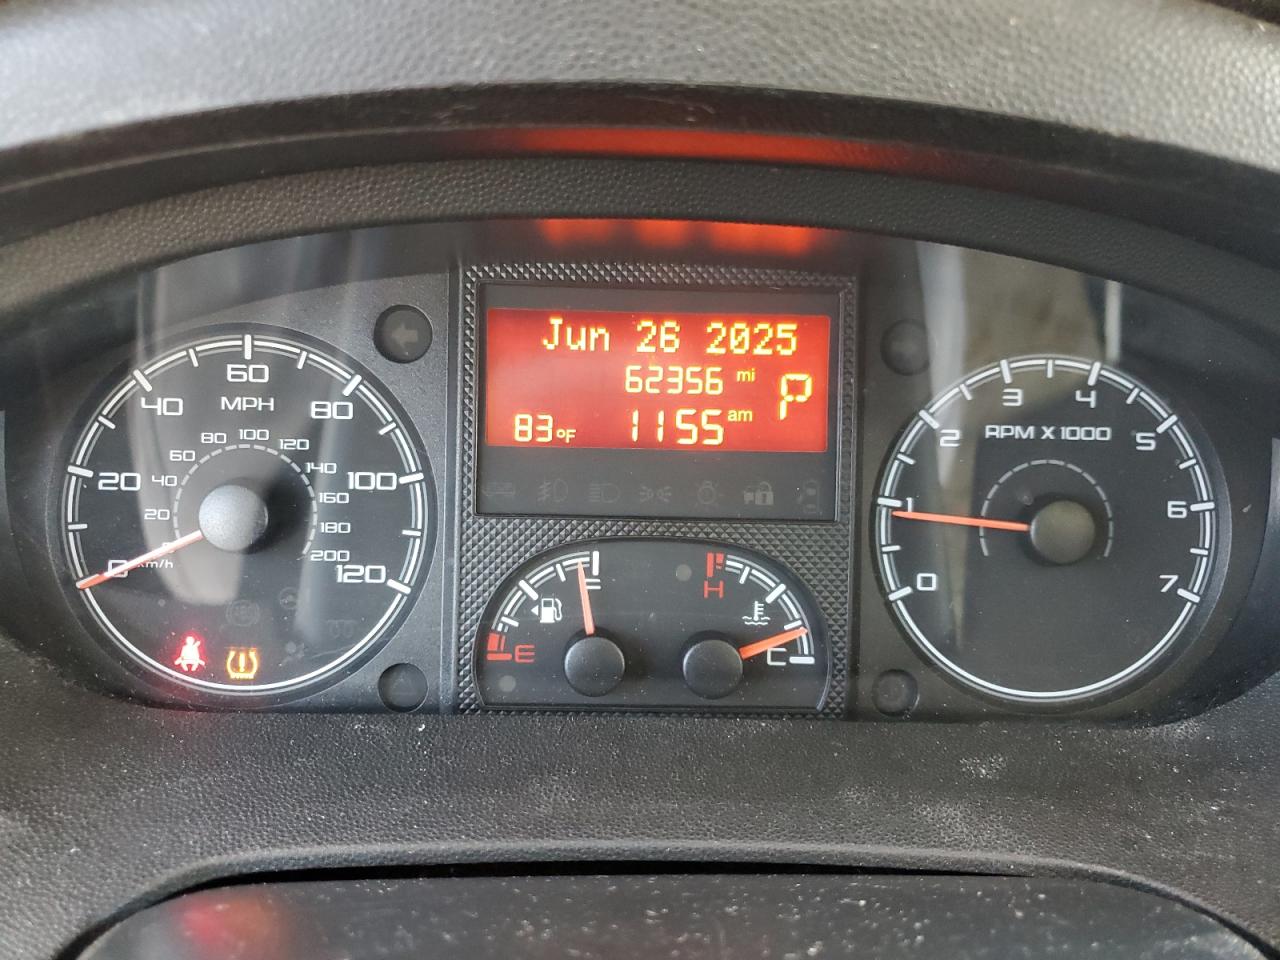 Jun 26 2025
62356 mi
P
83°F 1155 am
0 20 40 60 80 100 120
MPH
0 20 40 60 80 100 120 140 160 180 200
km/h
E F
H
C
0 1 2 3 4 5 6 7
RPM X 1000